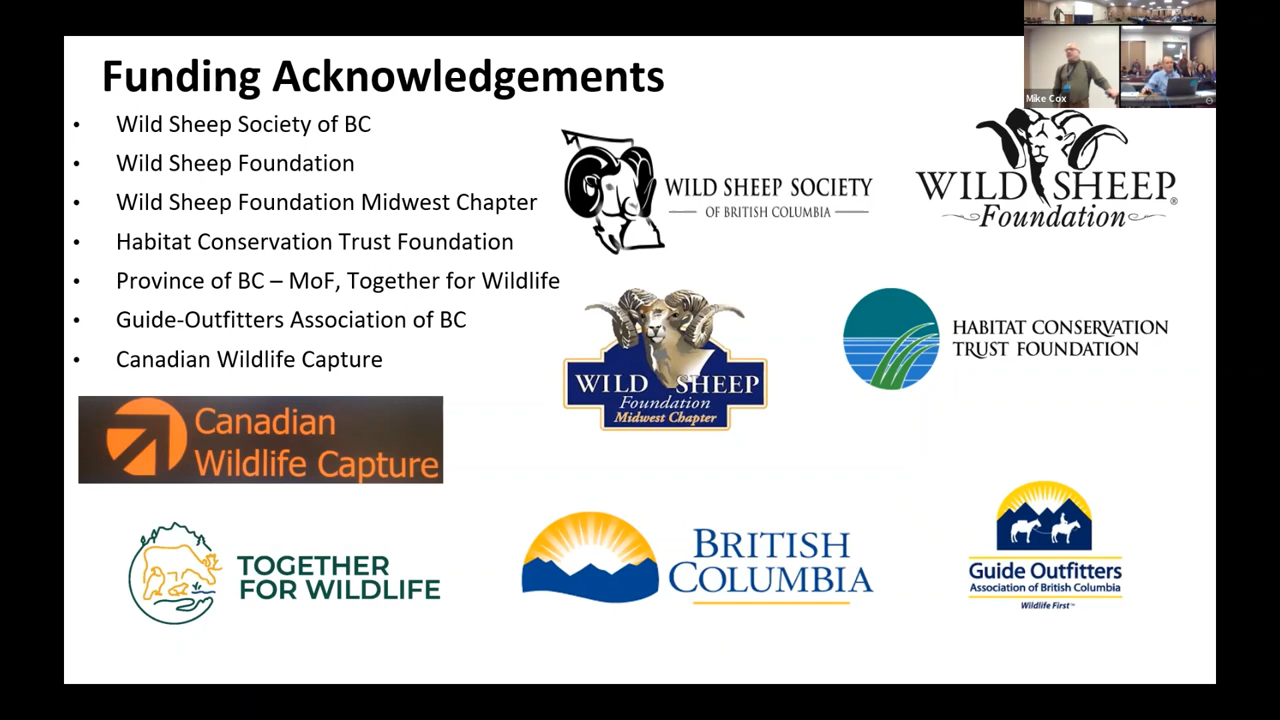 Funding Acknowledgements
• Wild Sheep Society of BC
• Wild Sheep Foundation
• Wild Sheep Foundation Midwest Chapter
• Habitat Conservation Trust Foundation
• Province of BC – MoF, Together for Wildlife
• Guide-Outfitters Association of BC
• Canadian Wildlife Capture
Mike Cox
WILD SHEEP SOCIETY
OF BRITISH COLUMBIA
WILD SHEEP®
Foundation
WILD SHEEP
Foundation
Midwest Chapter
HABITAT CONSERVATION
TRUST FOUNDATION
Canadian
Wildlife Capture
TOGETHER
FOR WILDLIFE
BRITISH
COLUMBIA
Guide Outfitters
Association of British Columbia
Wildlife First™